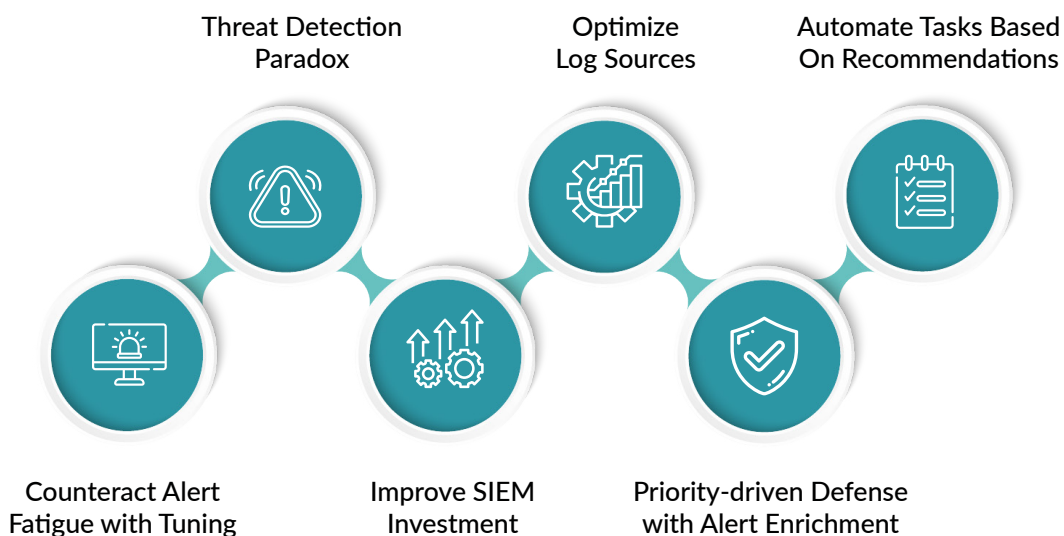 Threat Detection
Paradox
Optimize
Log Sources
Automate Tasks Based
On Recommendations
Counteract Alert
Fatigue with Tuning
Improve SIEM
Investment
Priority-driven Defense
with Alert Enrichment